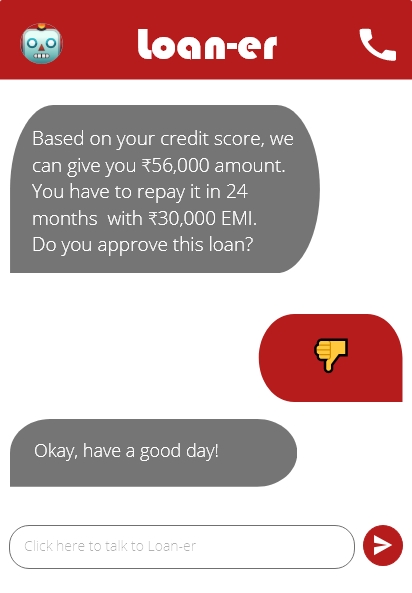 Loan-er
Based on your credit score, we
can give you ₹56,000 amount.
You have to repay it in 24
months with ₹30,000 EMI.
Do you approve this loan?
Okay, have a good day!
Click here to talk to Loan-er